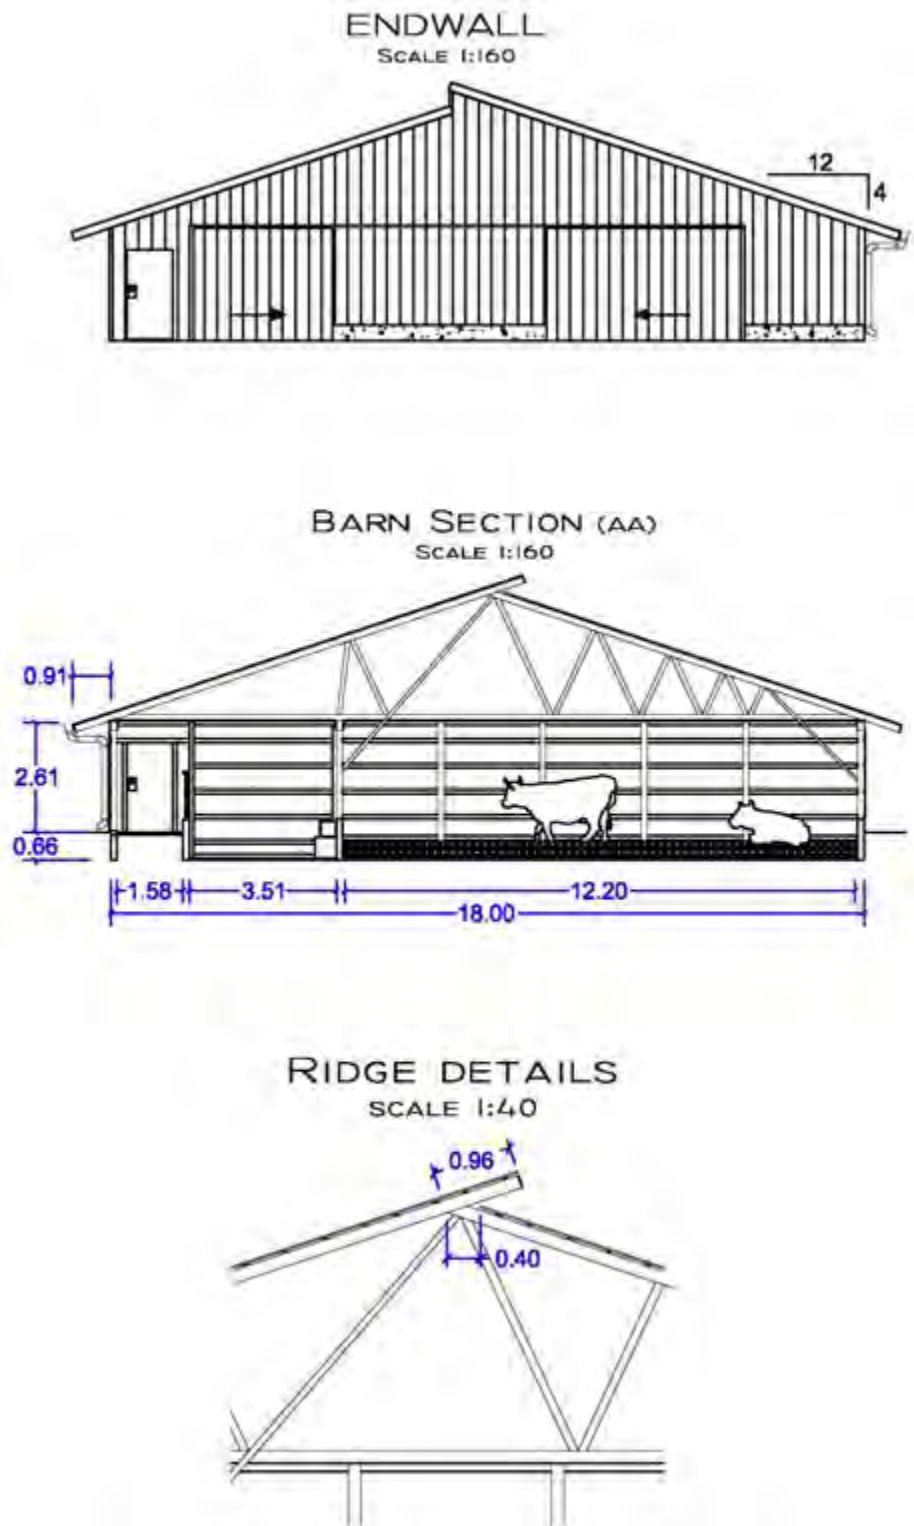 ENDWALL
SCALE 1:160
12
4
BARN SECTION (AA)
SCALE 1:160
0.91
2.61
0.66
1.58 3.51 12.20
18.00
RIDGE DETAILS
SCALE 1:40
0.96
0.40